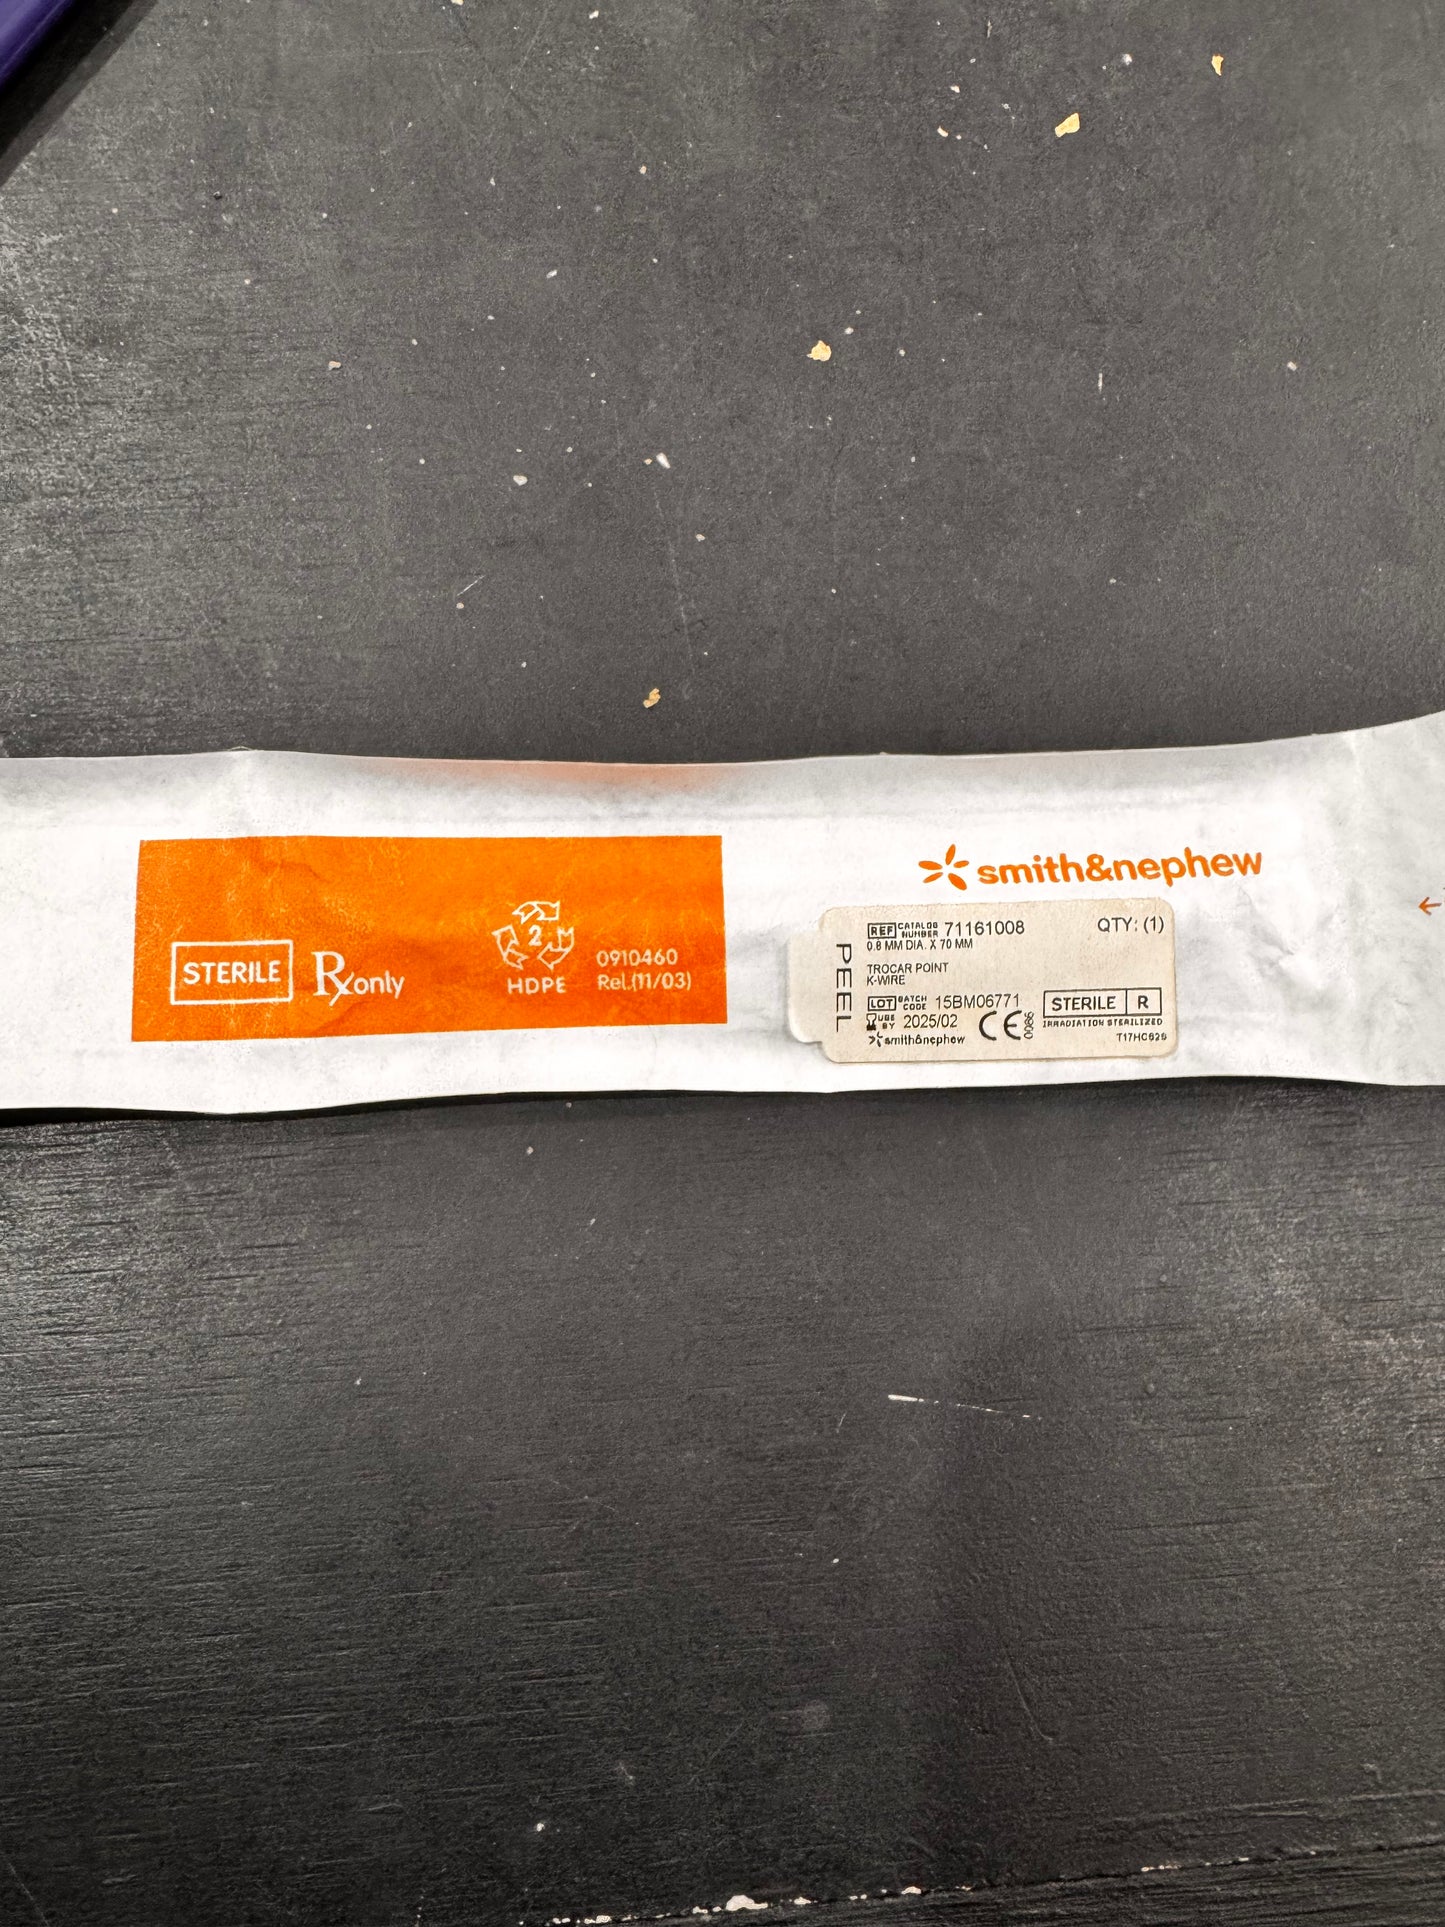 STERILE
Rx only
2
HDPE
0910460
Rel.(11/03)
smith&nephew
PEEL
REF CATALOG NUMBER 71161008 QTY: (1)
0.8 MM DIA. X 70 MM
TROCAR POINT
K-WIRE
LOT BATCH CODE 15BM06771
USE BY 2025/02
CE 0086
STERILE R
IRRADIATION STERILIZED
smith&nephew